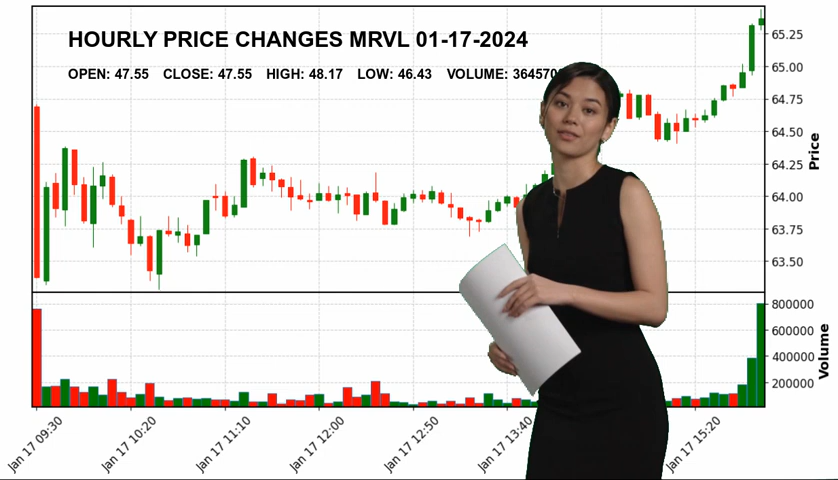 HOURLY PRICE CHANGES MRVL 01-17-2024
OPEN: 47.55 CLOSE: 47.55 HIGH: 48.17 LOW: 46.43 VOLUME: 364570
65.25
65.00
64.75
64.50
64.25
64.00
63.75
63.50
Price
800000
600000
400000
200000
Volume
Jan 17 09:30
Jan 17 10:20
Jan 17 11:10
Jan 17 12:00
Jan 17 12:50
Jan 17 13:40
Jan 17 15:20